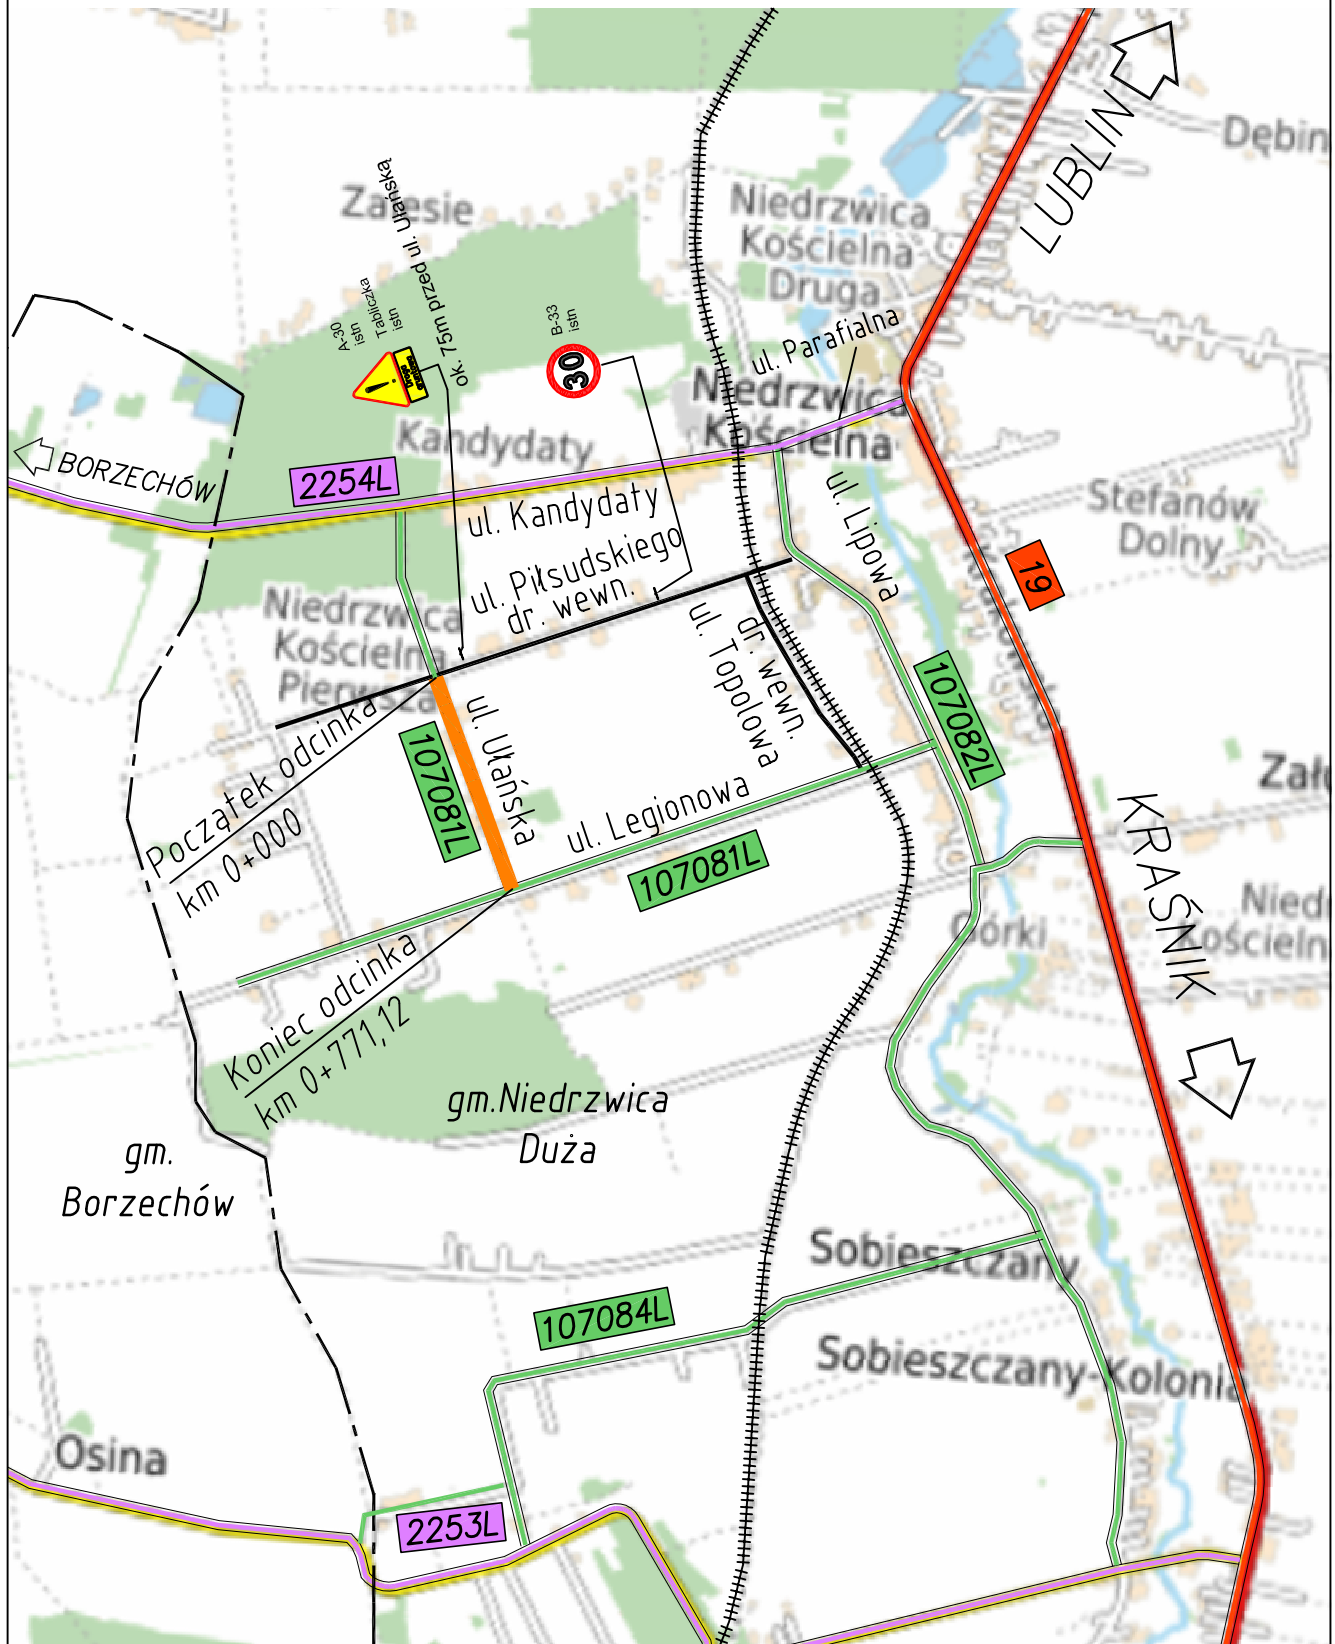 LUBLIN
Dębin
Zalesie
Niedrzwica
Kościelna
Druga
A-30
istn
Tabliczka
istn
ok. 75m przed ul. Ułańską
B-33
istn
30
ul. Parafialna
Niedrzwica
Kościelna
Kandydaty
BORZECHÓW
2254L
ul. Kandydaty
ul. Piłsudskiego
dr. wewn.
ul. Lipowa
Stefanów
Dolny
19
Niedrzwica
Kościelna
Pierwsza
dr. wewn.
ul. Topolowa
107082L
Początek odcinka
km 0+000
107081L
ul. Ułańska
ul. Legionowa
107081L
KRAŚNIK
Górki
Kościeln
Koniec odcinka
km 0+771,12
gm.Niedrzwica
Duża
gm.
Borzechów
Sobieszczany
107084L
Sobieszczany-Kolonia
Osina
2253L